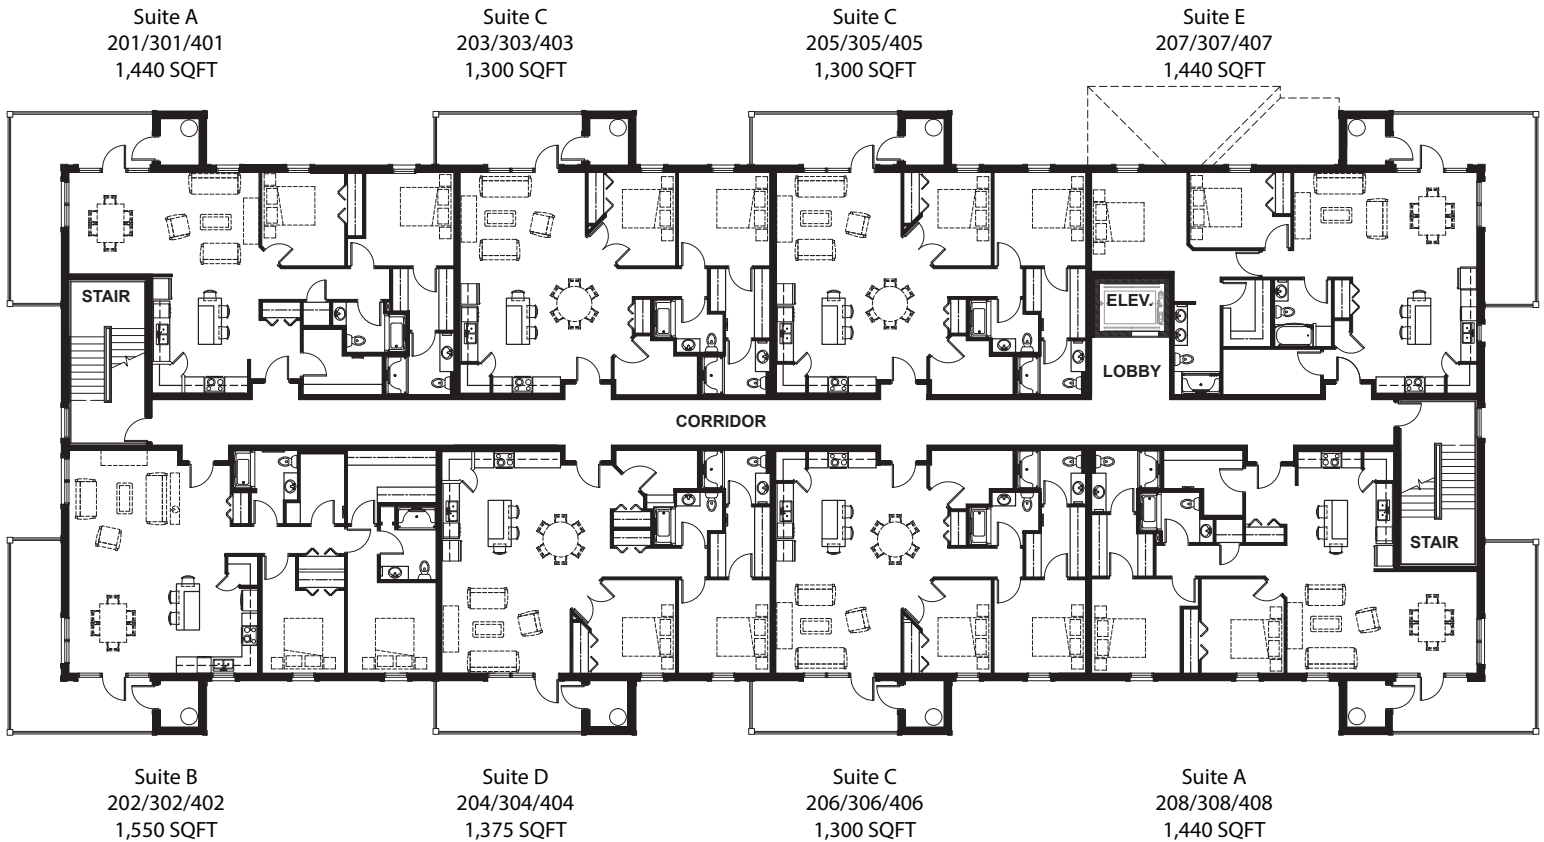 Suite A
201/301/401
1,440 SQFT
Suite C
203/303/403
1,300 SQFT
Suite C
205/305/405
1,300 SQFT
Suite E
207/307/407
1,440 SQFT
STAIR
ELEV.
LOBBY
CORRIDOR
STAIR
Suite B
202/302/402
1,550 SQFT
Suite D
204/304/404
1,375 SQFT
Suite C
206/306/406
1,300 SQFT
Suite A
208/308/408
1,440 SQFT